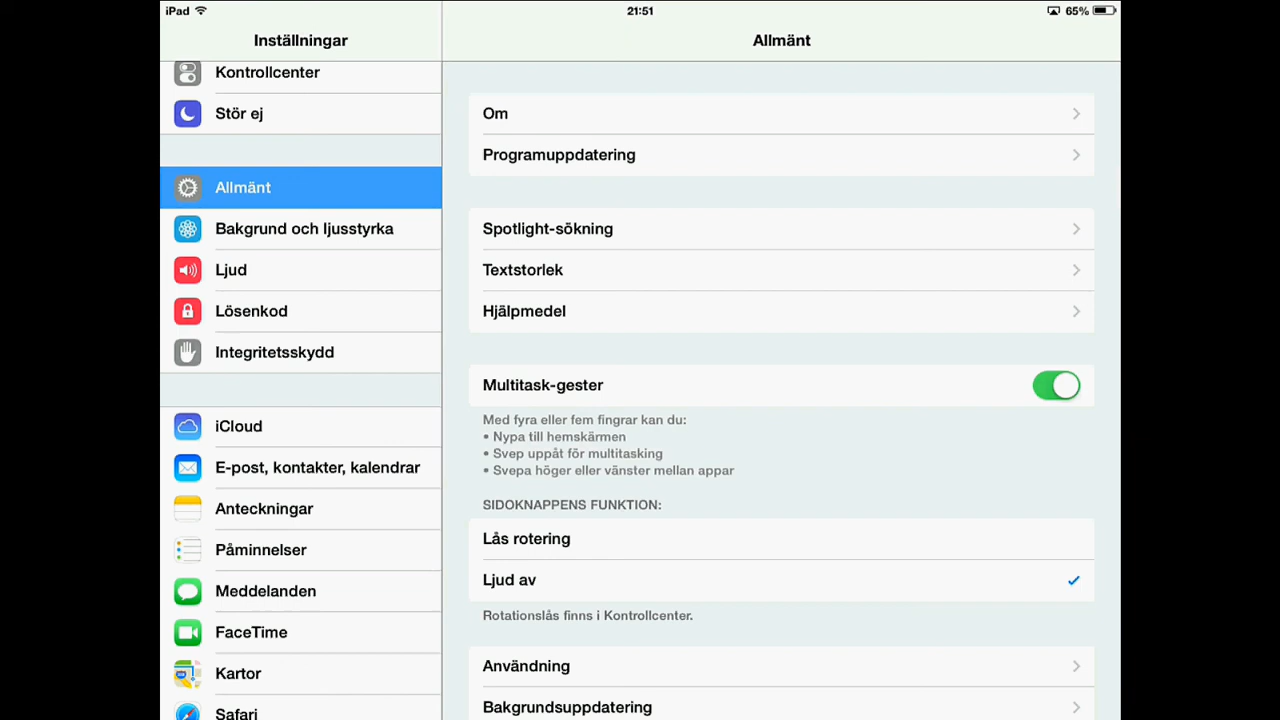 iPad
21:51
65%
Inställningar
Allmänt
Kontrollcenter
Stör ej
Allmänt
Bakgrund och ljusstyrka
Ljud
Lösenkod
Integritetsskydd
iCloud
E-post, kontakter, kalendrar
Anteckningar
Påminnelser
Meddelanden
FaceTime
Kartor
Safari
Om
Programuppdatering
Spotlight-sökning
Textstorlek
Hjälpmedel
Multitask-gester
Med fyra eller fem fingrar kan du:
• Nypa till hemskärmen
• Svep uppåt för multitasking
• Svepa höger eller vänster mellan appar
SIDOKNAPPENS FUNKTION:
Lås rotering
Ljud av
Rotationslås finns i Kontrollcenter.
Användning
Bakgrundsuppdatering